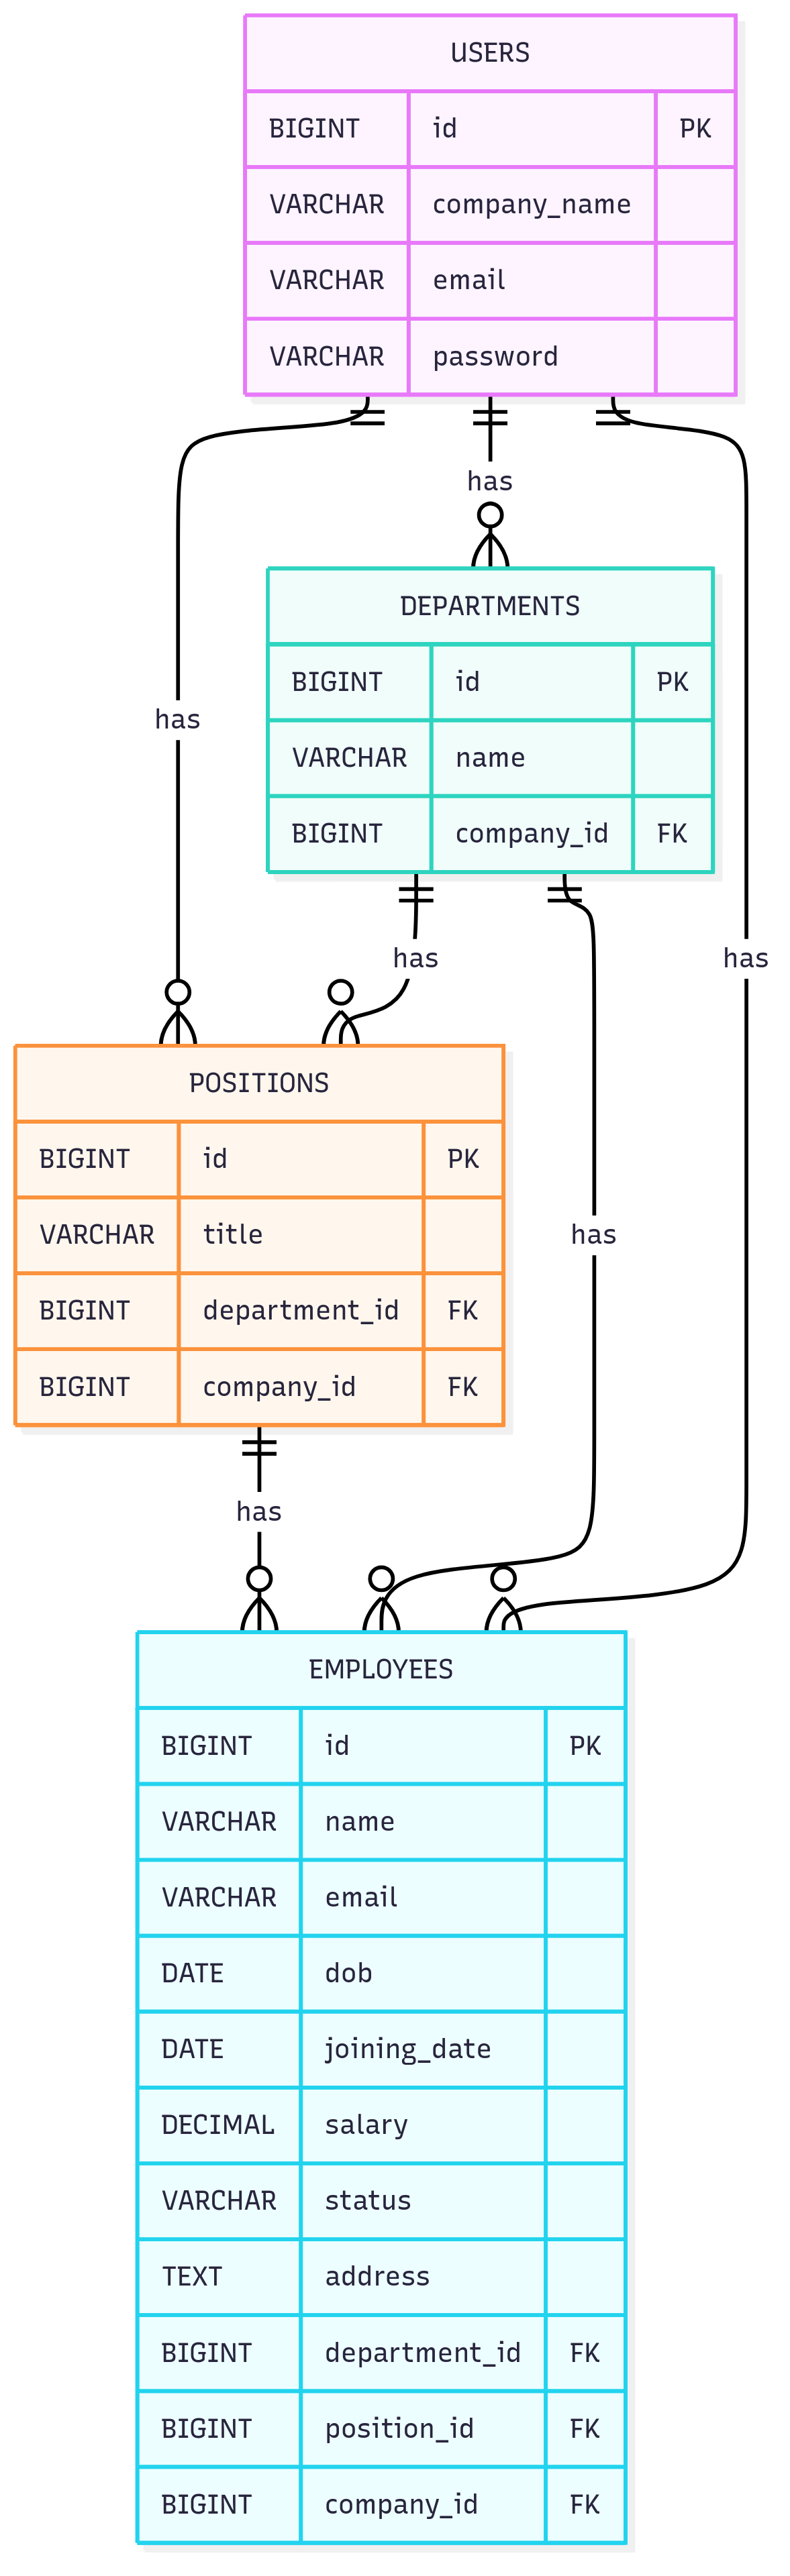 USERS
BIGINT id PK
VARCHAR company_name
VARCHAR email
VARCHAR password
has
DEPARTMENTS
BIGINT id PK
VARCHAR name
BIGINT company_id FK
has
has
has
POSITIONS
BIGINT id PK
VARCHAR title
BIGINT department_id FK
BIGINT company_id FK
has
has
EMPLOYEES
BIGINT id PK
VARCHAR name
VARCHAR email
DATE dob
DATE joining_date
DECIMAL salary
VARCHAR status
TEXT address
BIGINT department_id FK
BIGINT position_id FK
BIGINT company_id FK